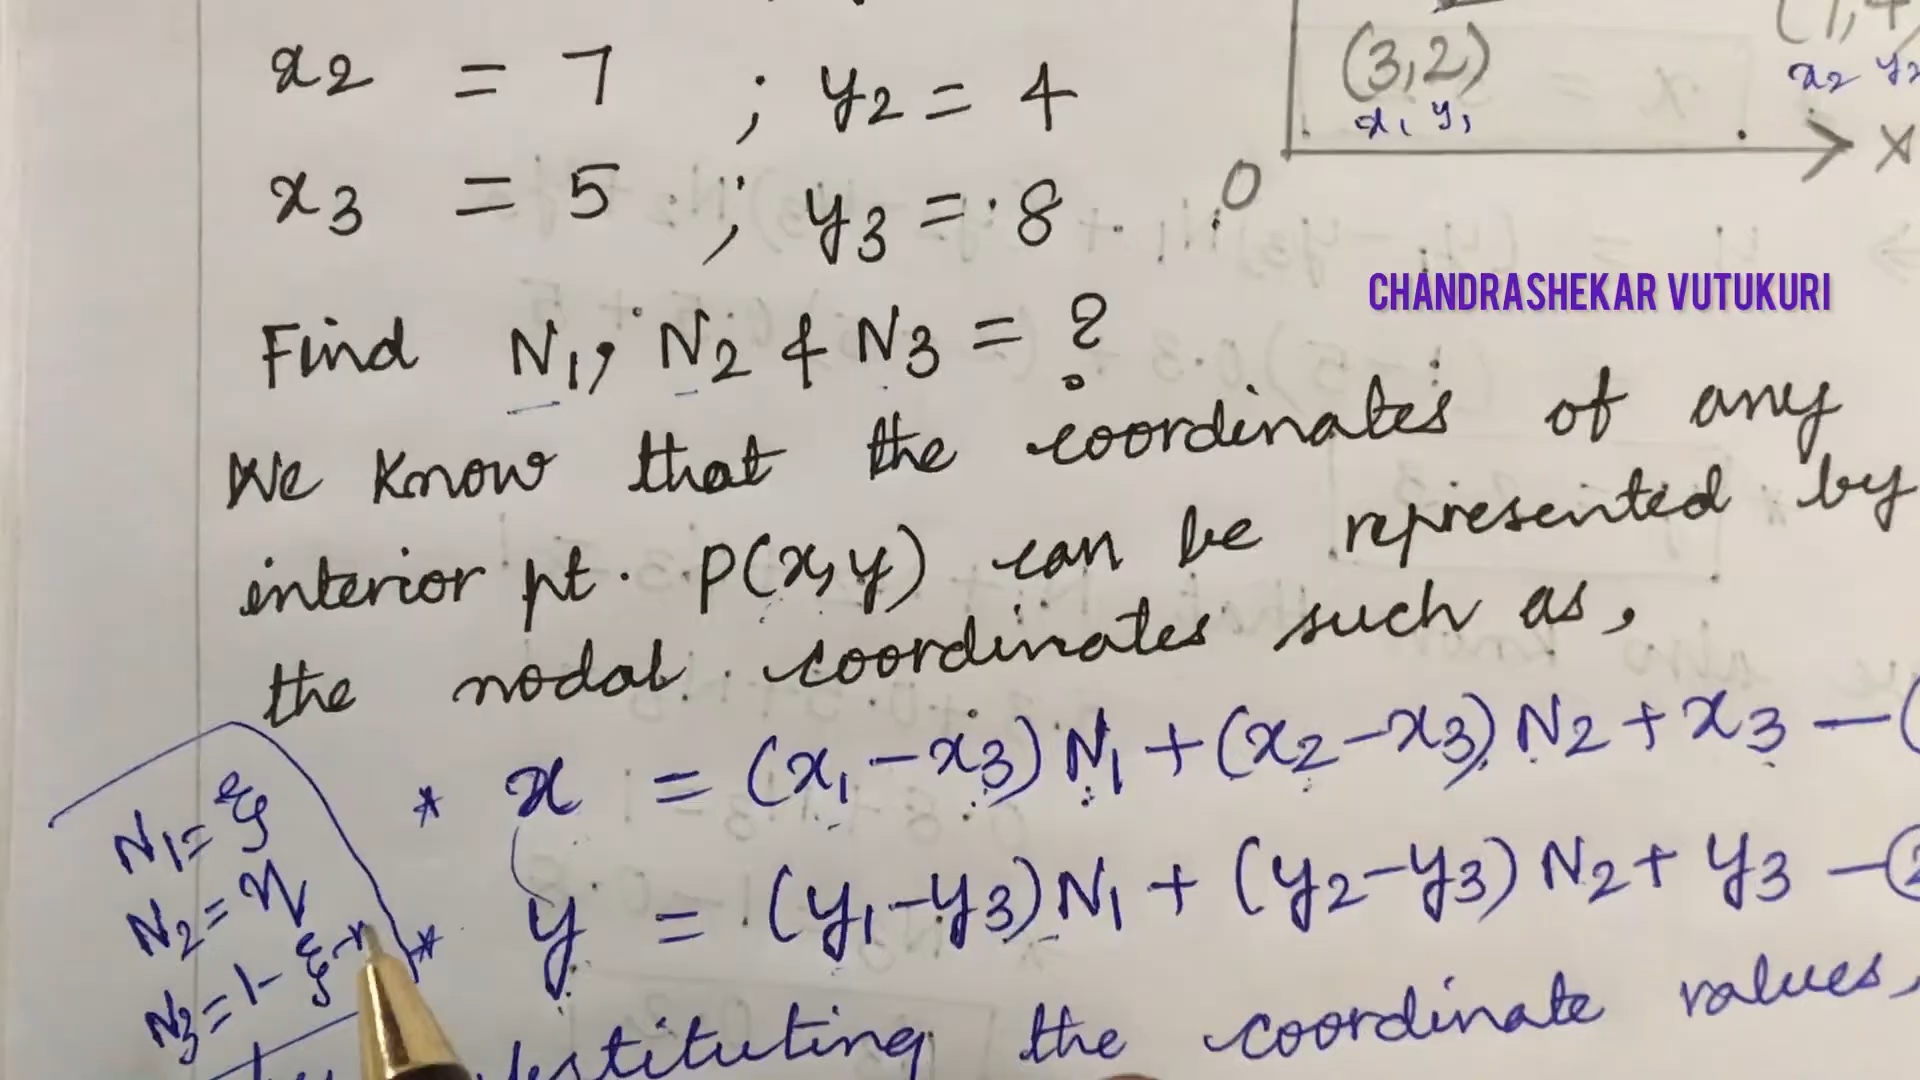 x2 = 7 ; y2 = 4
x3 = 5 ; y3 = 8
(3,2)
x1 y1
x2 y2
X
O
CHANDRASHEKAR VUTUKURI
Find N1, N2 & N3 = ?
We know that the coordinates of any
interior pt. P(x,y) can be represented by
the nodal coordinates such as,
* x = (x1-x3)N1+(x2-x3)N2+x3 —(
* y = (y1-y3)N1 + (y2-y3)N2+ y3 —②
N1=ξ
N2=η
N3=1-ξ-η
the coordinate values,